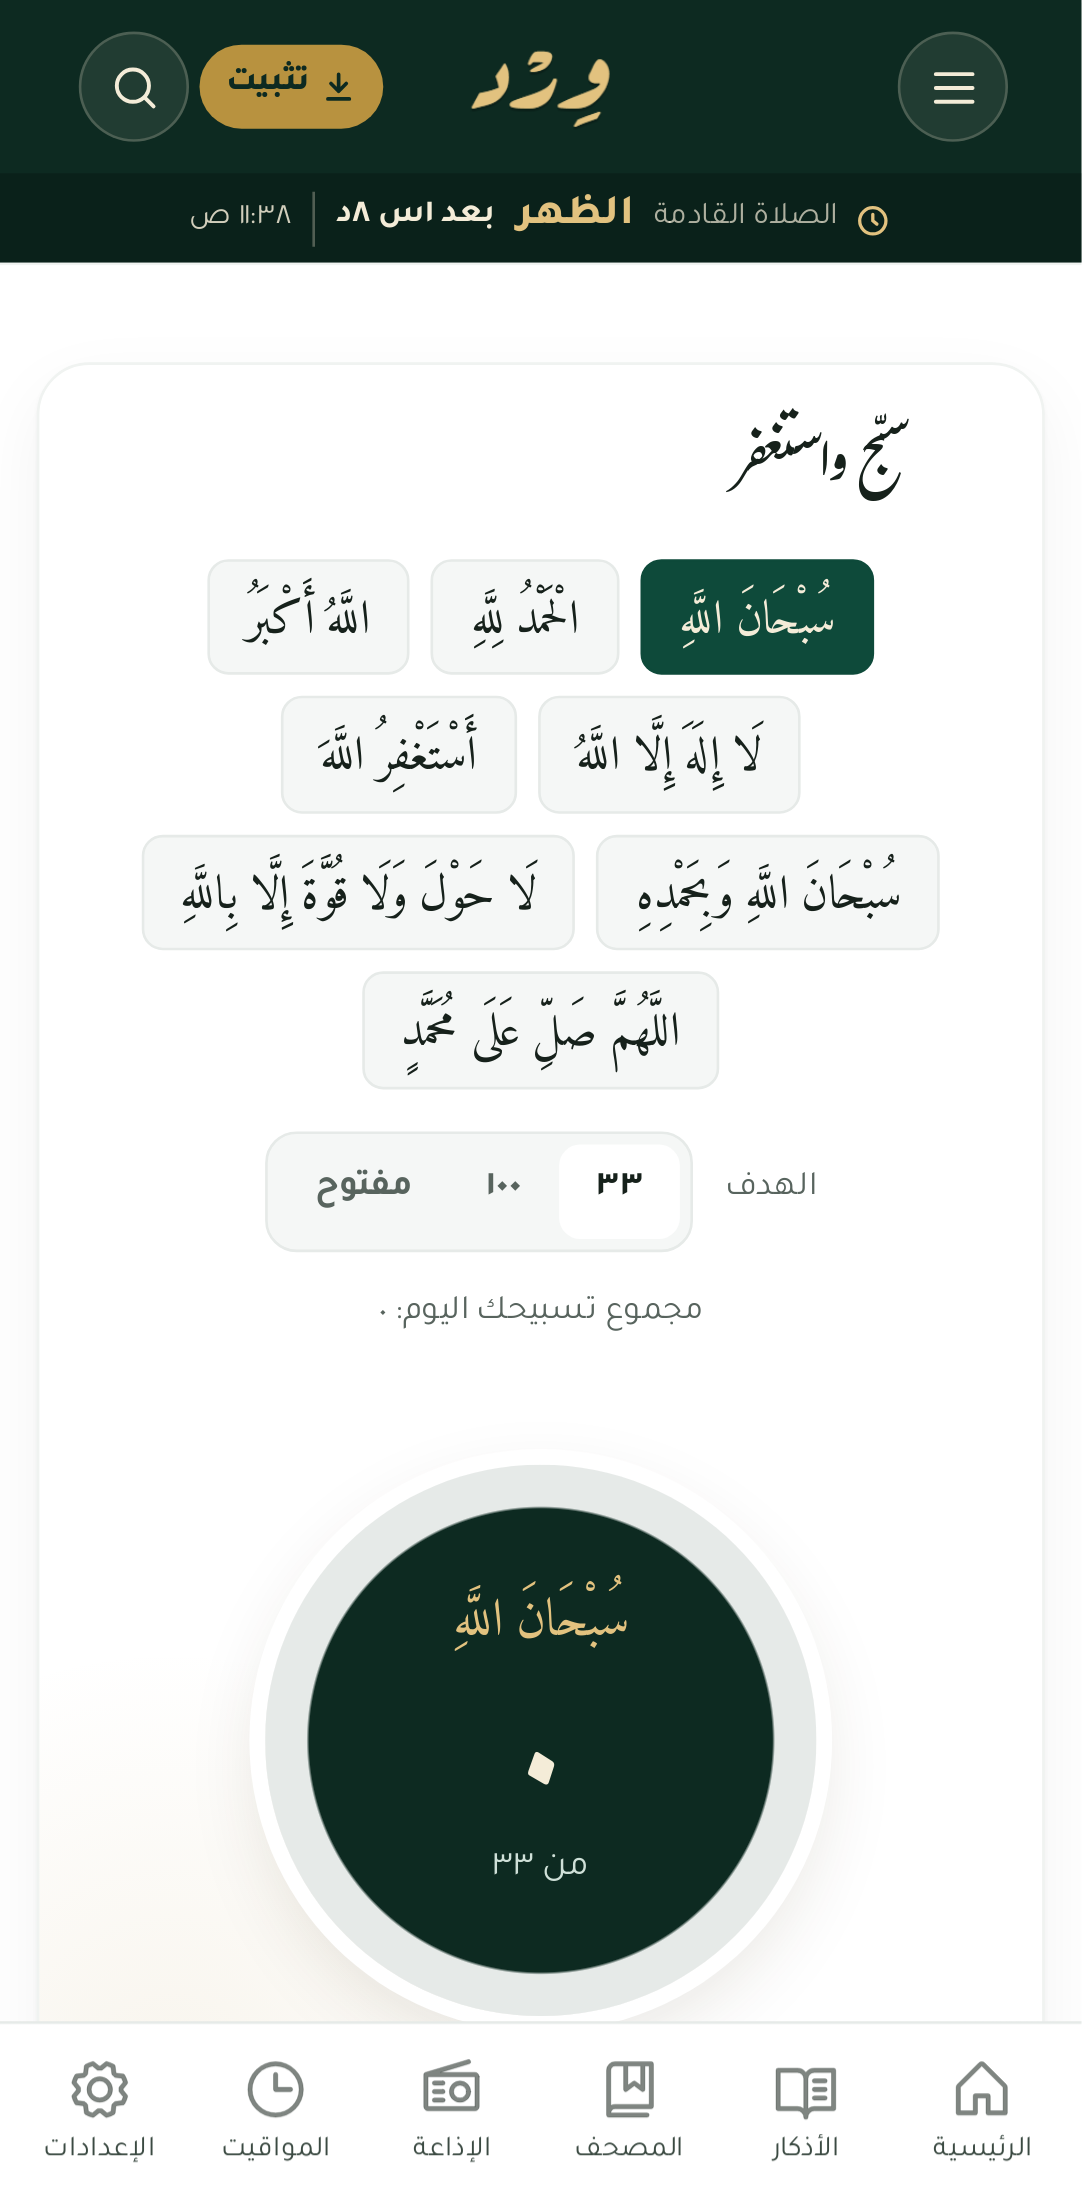 وِرْد
تثبيت
الصلاة القادمة الظهر بعد ١س ٨د ١١:٣٨ ص
سبّح واستغفر
سُبْحَانَ اللَّهِ الْحَمْدُ لِلَّهِ اللَّهُ أَكْبَرُ
لَا إِلَهَ إِلَّا اللَّهُ أَسْتَغْفِرُ اللَّهَ
سُبْحَانَ اللَّهِ وَبِحَمْدِهِ لَا حَوْلَ وَلَا قُوَّةَ إِلَّا بِاللَّهِ
اللَّهُمَّ صَلِّ عَلَى مُحَمَّدٍ
الهدف ٣٣ ١٠٠ مفتوح
مجموع تسبيحك اليوم: ٠
سُبْحَانَ اللَّهِ
٠
من ٣٣
الرئيسية الأذكار المصحف الإذاعة المواقيت الإعدادات